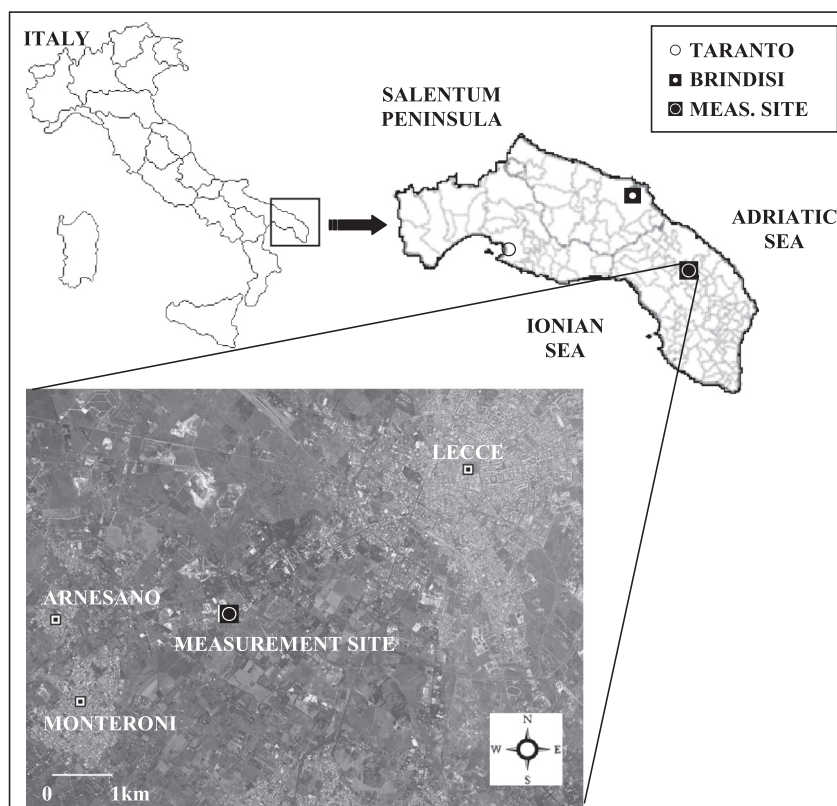 ITALY
TARANTO
BRINDISI
MEAS. SITE
SALENTUM
PENINSULA
ADRIATIC
SEA
IONIAN
SEA
LECCE
ARNESANO
MEASUREMENT SITE
MONTERONI
N
W E
S
0 1km